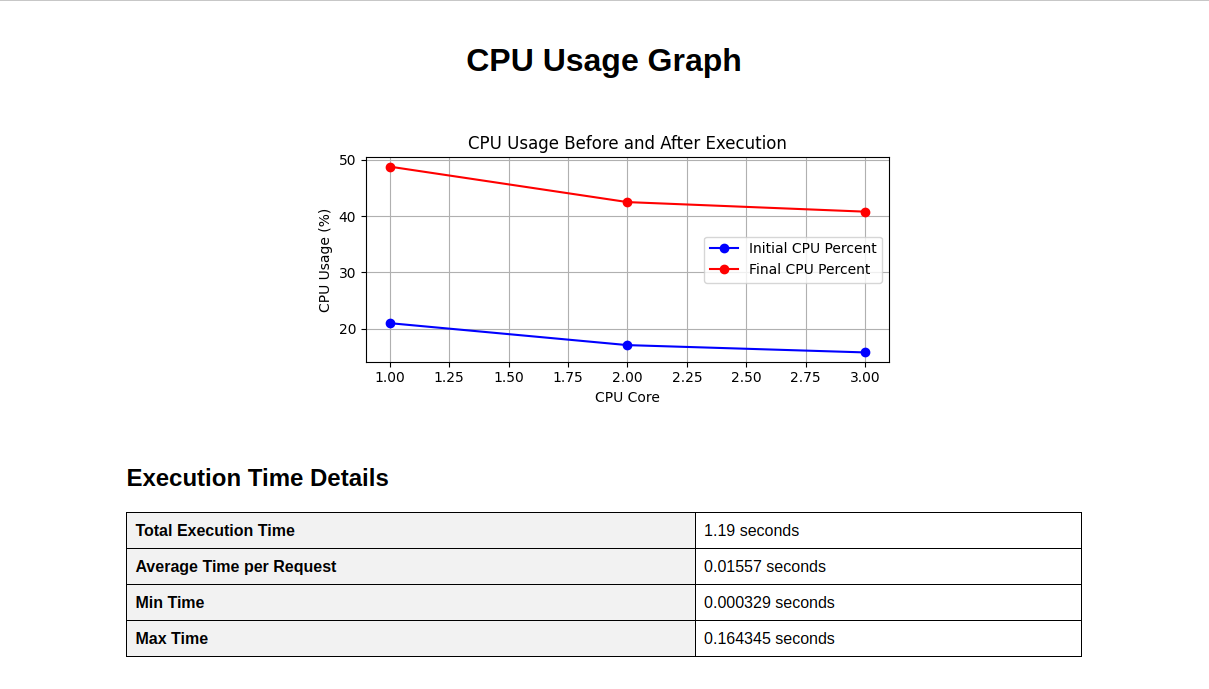 CPU Usage Graph
CPU Usage Before and After Execution
50
40
30
20
CPU Usage (%)
Initial CPU Percent
Final CPU Percent
1.00 1.25 1.50 1.75 2.00 2.25 2.50 2.75 3.00
CPU Core
Execution Time Details
Total Execution Time 1.19 seconds
Average Time per Request 0.01557 seconds
Min Time 0.000329 seconds
Max Time 0.164345 seconds